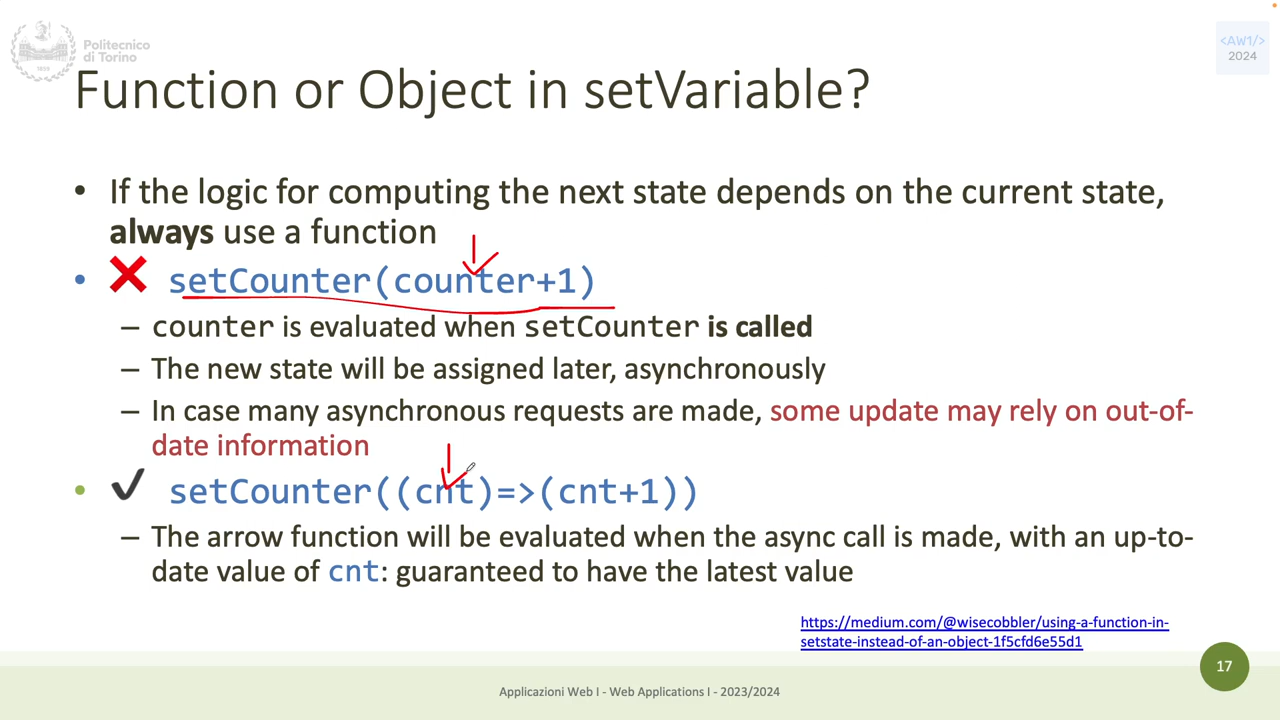 Politecnico
di Torino
1859
<AW1/>
2024
Function or Object in setVariable?
• If the logic for computing the next state depends on the current state,
always use a function
• ❌ setCounter(counter+1)
– counter is evaluated when setCounter is called
– The new state will be assigned later, asynchronously
– In case many asynchronous requests are made, some update may rely on out-of-
date information
• ✔ setCounter((cnt)=>(cnt+1))
– The arrow function will be evaluated when the async call is made, with an up-to-
date value of cnt: guaranteed to have the latest value
https://medium.com/@wisecobbler/using-a-function-in-
setstate-instead-of-an-object-1f5cfd6e55d1
17
Applicazioni Web I - Web Applications I - 2023/2024